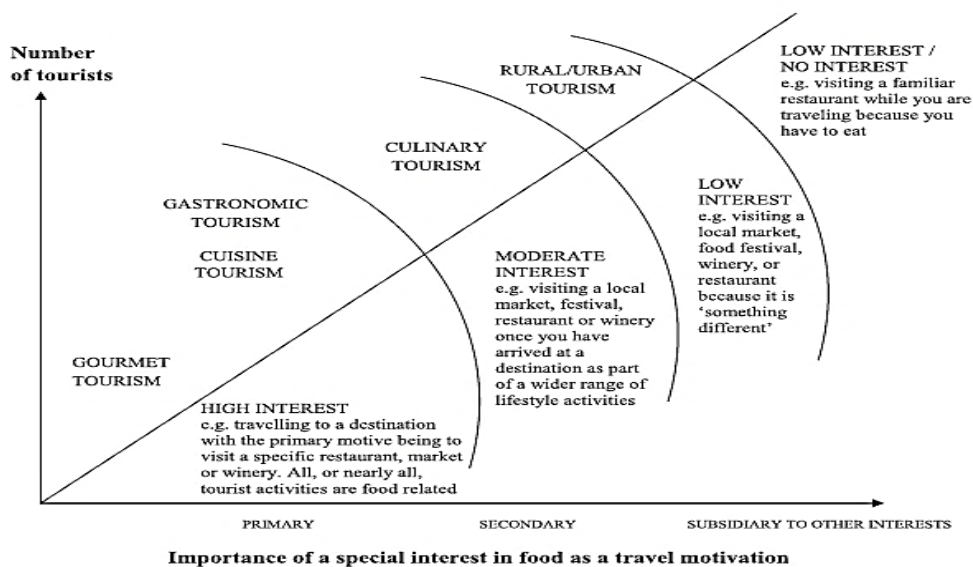 Number
of tourists
RURAL/URBAN
TOURISM
LOW INTEREST /
NO INTEREST
e.g. visiting a familiar
restaurant while you are
traveling because you
have to eat
CULINARY
TOURISM
GASTRONOMIC
TOURISM
CUISINE
TOURISM
GOURMET
TOURISM
HIGH INTEREST
e.g. travelling to a destination
with the primary motive being to
visit a specific restaurant, market
or winery. All, or nearly all,
tourist activities are food related
MODERATE
INTEREST
e.g. visiting a local
market, festival,
restaurant or winery
once you have
arrived at a
destination as part
of a wider range of
lifestyle activities
LOW
INTEREST
e.g. visiting a
local market,
food festival,
winery, or
restaurant
because it is
‘something
different’
PRIMARY
SECONDARY
SUBSIDIARY TO OTHER INTERESTS
Importance of a special interest in food as a travel motivation